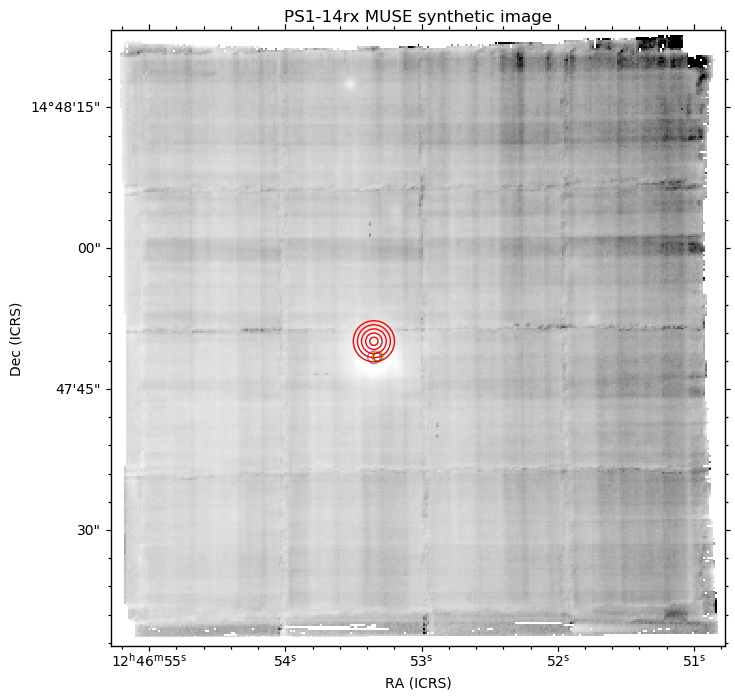 PS1-14rx MUSE synthetic image
14°48'15"
00"
47'45"
30"
Dec (ICRS)
12ʰ46ᵐ55ˢ
54ˢ
53ˢ
52ˢ
51ˢ
RA (ICRS)